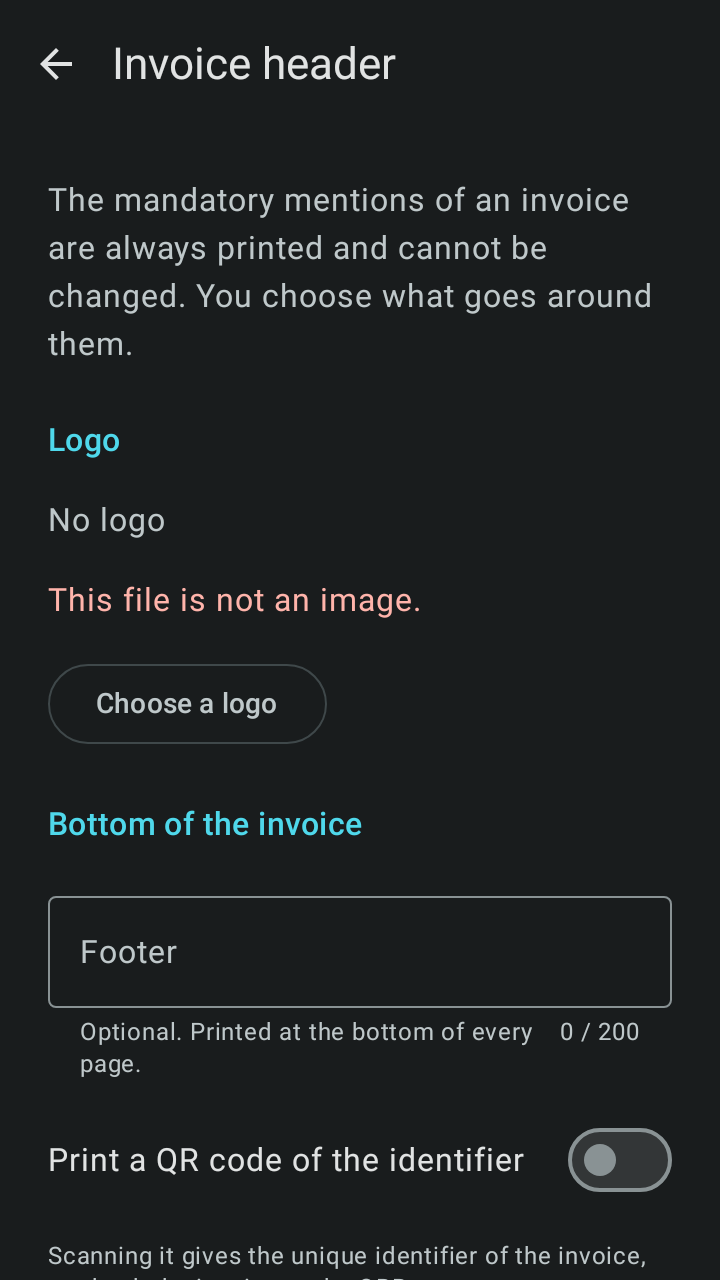 Invoice header
The mandatory mentions of an invoice
are always printed and cannot be
changed. You choose what goes around
them.
Logo
No logo
This file is not an image.
Choose a logo
Bottom of the invoice
Footer
Optional. Printed at the bottom of every 0 / 200
page.
Print a QR code of the identifier
Scanning it gives the unique identifier of the invoice,